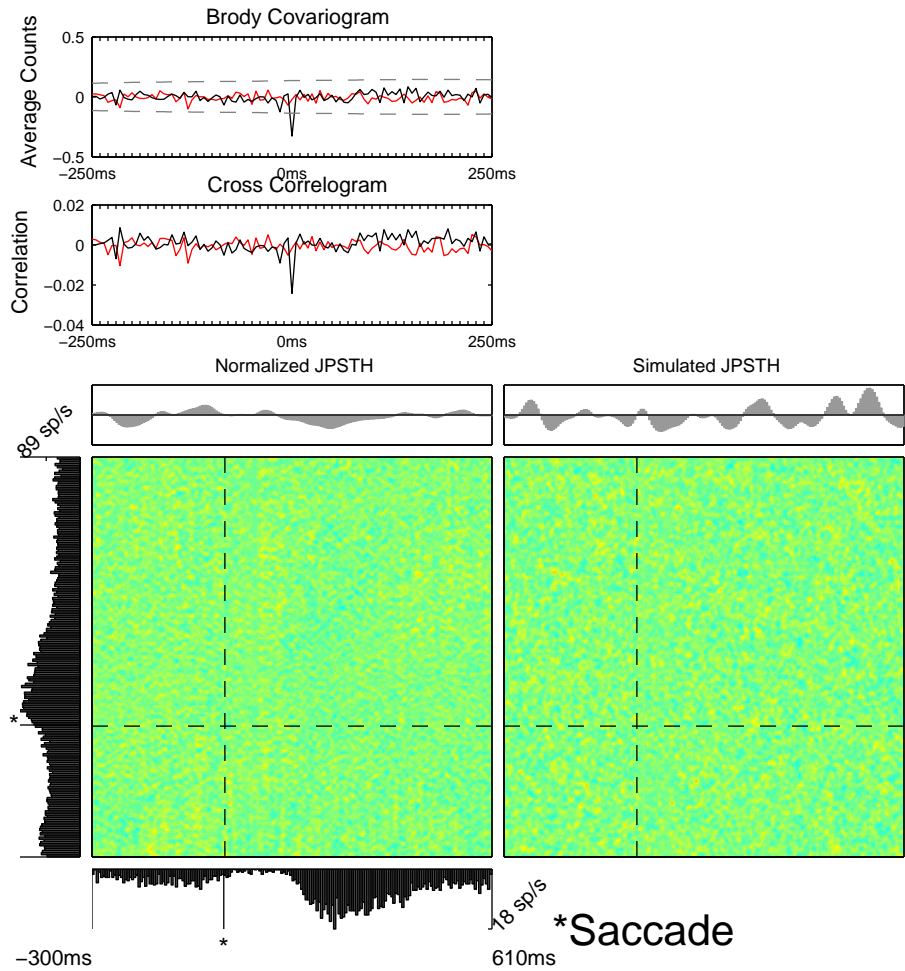 Brody Covariogram
Average Counts
0.5
0
−0.5
−250ms
0ms
250ms
Cross Correlogram
Correlation
0.02
0
−0.02
−0.04
−250ms
0ms
250ms
Normalized JPSTH
Simulated JPSTH
89 sp/s
*
18 sp/s
*
*Saccade
−300ms
610ms